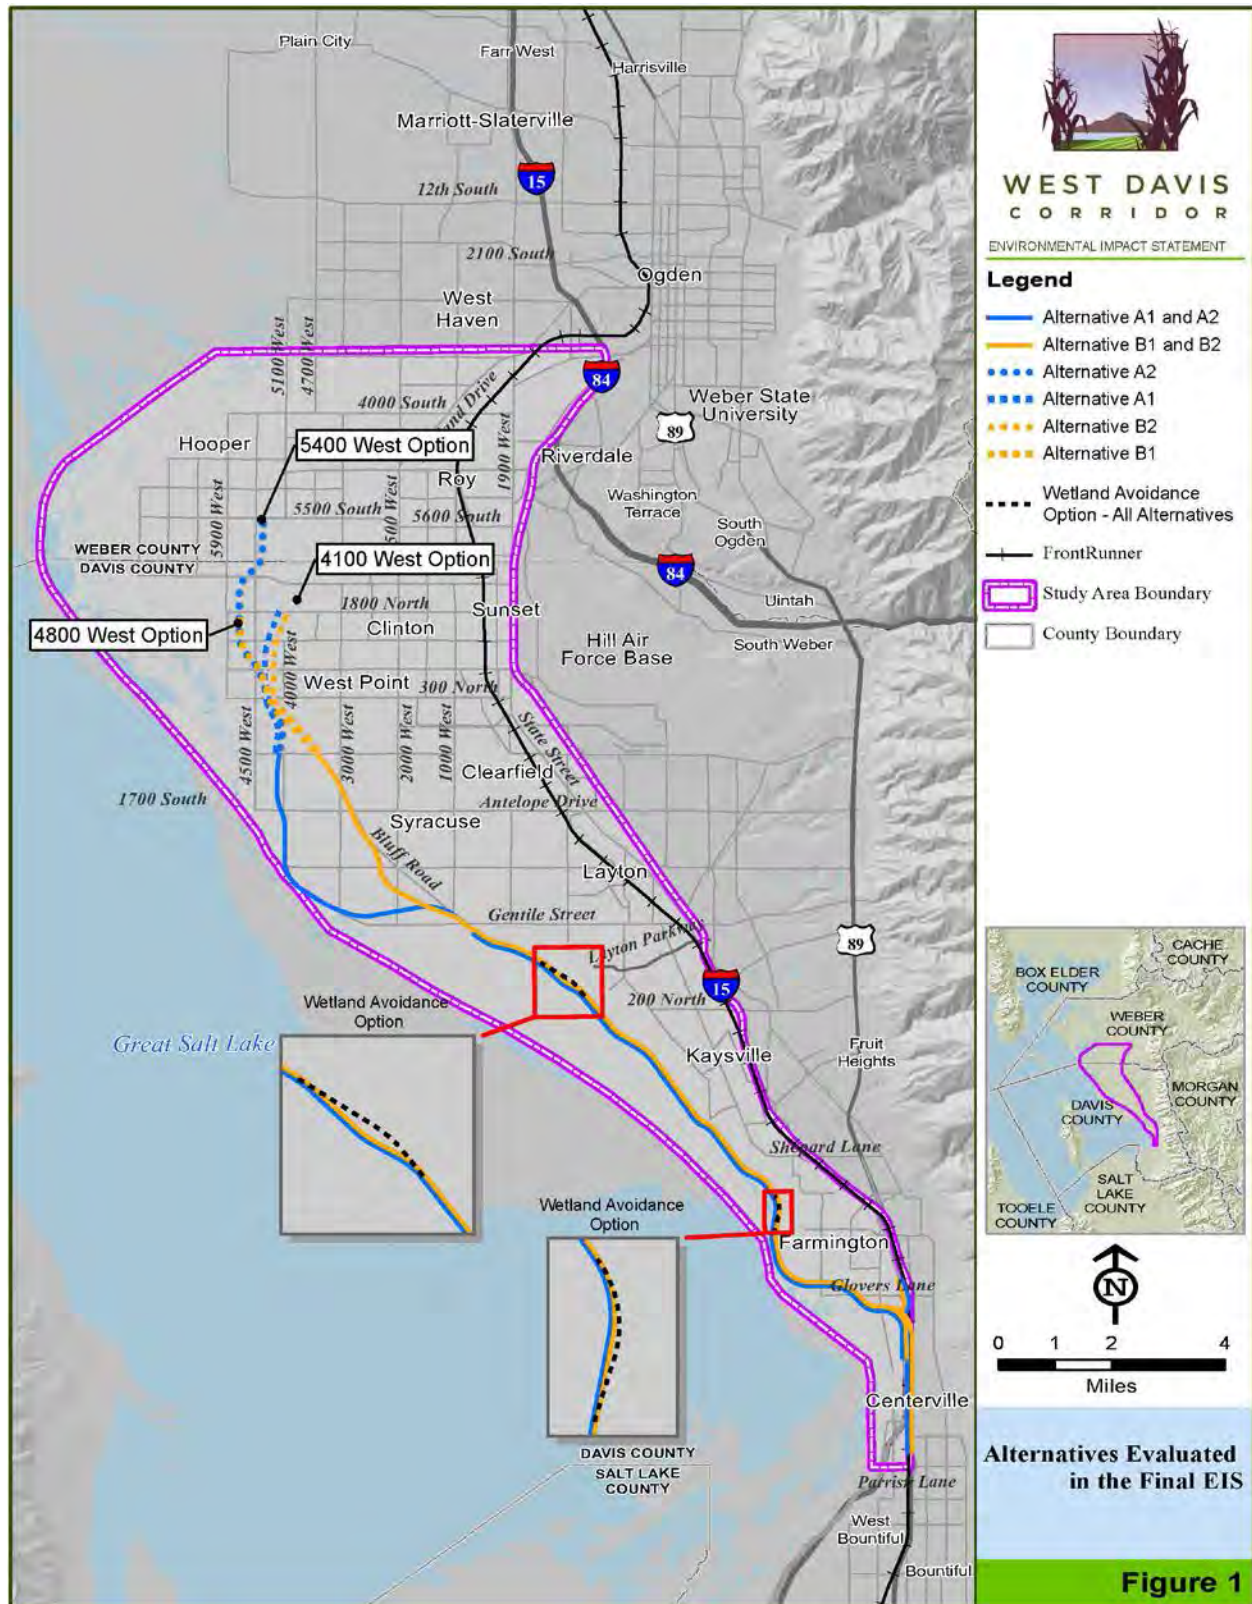 Plain City
Farr West
Harrisville
Marriott-Slaterville
15
12th South
2100 South
Ogden
West
Haven
5100 West
4700 West
84
4000 South
Weber State
University
89
Hooper
5400 West Option
1900 West
Riverdale
Roy
Washington
Terrace
5900 West
5500 South
5600 South
South
Ogden
WEBER COUNTY
DAVIS COUNTY
4100 West Option
84
Uintah
1800 North
Sunset
4800 West Option
Clinton
Hill Air
Force Base
South Weber
4000 West
West Point
300 North
4500 West
3000 West
2000 West
1000 West
State Street
Clearfield
1700 South
Antelope Drive
Syracuse
Bluff Road
Layton
Gentile Street
Layton Parkway
89
Wetland Avoidance
Option
200 North
15
Great Salt Lake
Kaysville
Fruit
Heights
Shepard Lane
Wetland Avoidance
Option
Farmington
Glovers Lane
Centerville
DAVIS COUNTY
SALT LAKE
COUNTY
Parrish Lane
West
Bountiful
Bountiful
WEST DAVIS
CORRIDOR
ENVIRONMENTAL IMPACT STATEMENT
Legend
Alternative A1 and A2
Alternative B1 and B2
Alternative A2
Alternative A1
Alternative B2
Alternative B1
Wetland Avoidance
Option - All Alternatives
FrontRunner
Study Area Boundary
County Boundary
CACHE
COUNTY
BOX ELDER
COUNTY
WEBER
COUNTY
MORGAN
COUNTY
DAVIS
COUNTY
SALT
LAKE
COUNTY
TOOELE
COUNTY
N
0 1 2 4
Miles
Alternatives Evaluated
in the Final EIS
Figure 1